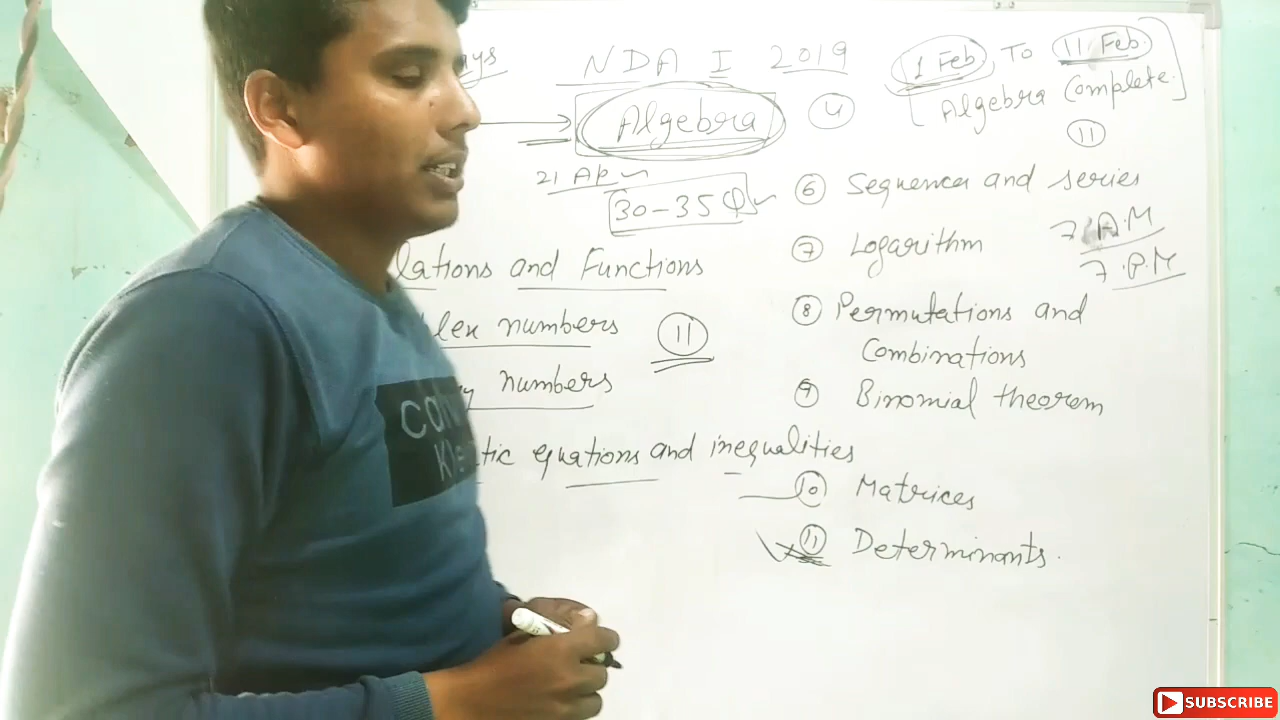 ays
NDA I 2019
1 Feb To 11 Feb.
Algebra Complete
11
Algebra
4
21 Ap
30-35 Q
lations and Functions
lex numbers
11
numbers
tic equations and inequalities
6 Sequence and series
7 Logarithm
7 A.M
7 P.M
8 Permutations and
Combinations
9 Binomial theorem
10 Matrices
11 Determinants.
SUBSCRIBE